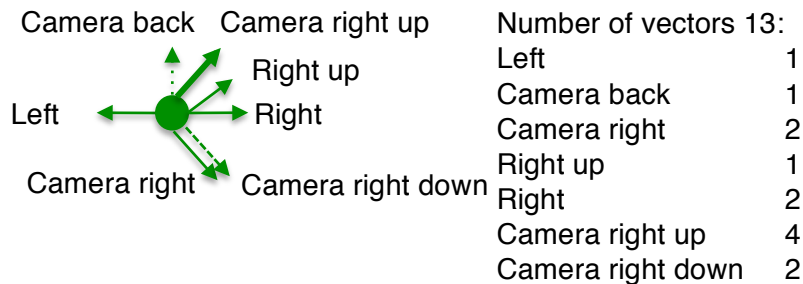 Camera back
Camera right up
Right up
Left
Right
Camera right
Camera right down
Number of vectors 13:
Left 1
Camera back 1
Camera right 2
Right up 1
Right 2
Camera right up 4
Camera right down 2